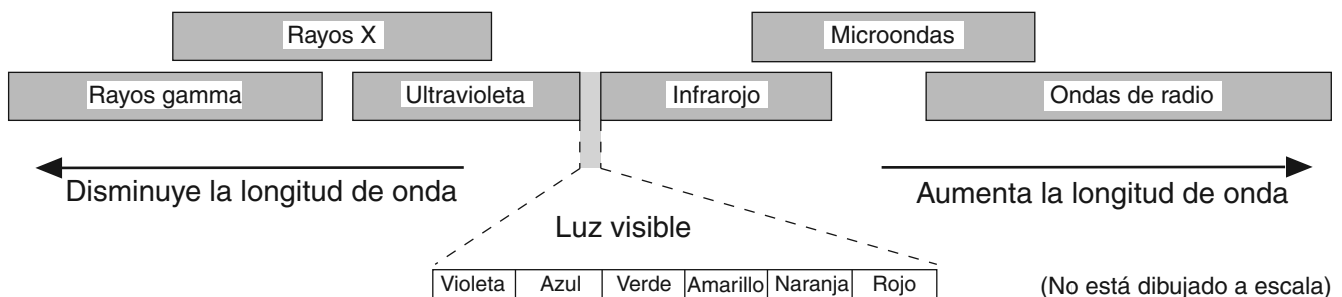 Rayos X
Microondas
Rayos gamma
Ultravioleta
Infrarojo
Ondas de radio
Disminuye la longitud de onda
Aumenta la longitud de onda
Luz visible
Violeta Azul Verde Amarillo Naranja Rojo
(No está dibujado a escala)